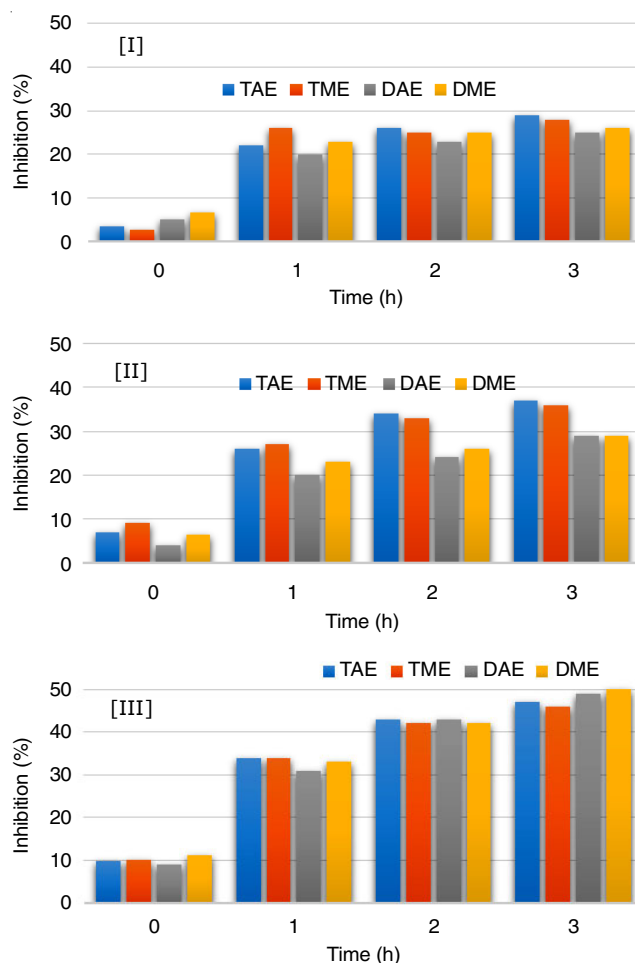 [I]
TAE TME DAE DME
Inhibition (%)
50
40
30
20
10
0
0 1 2 3
Time (h)
[II]
TAE TME DAE DME
Inhibition (%)
50
40
30
20
10
0
0 1 2 3
Time (h)
TAE TME DAE DME
[III]
Inhibition (%)
50
40
30
20
10
0
0 1 2 3
Time (h)